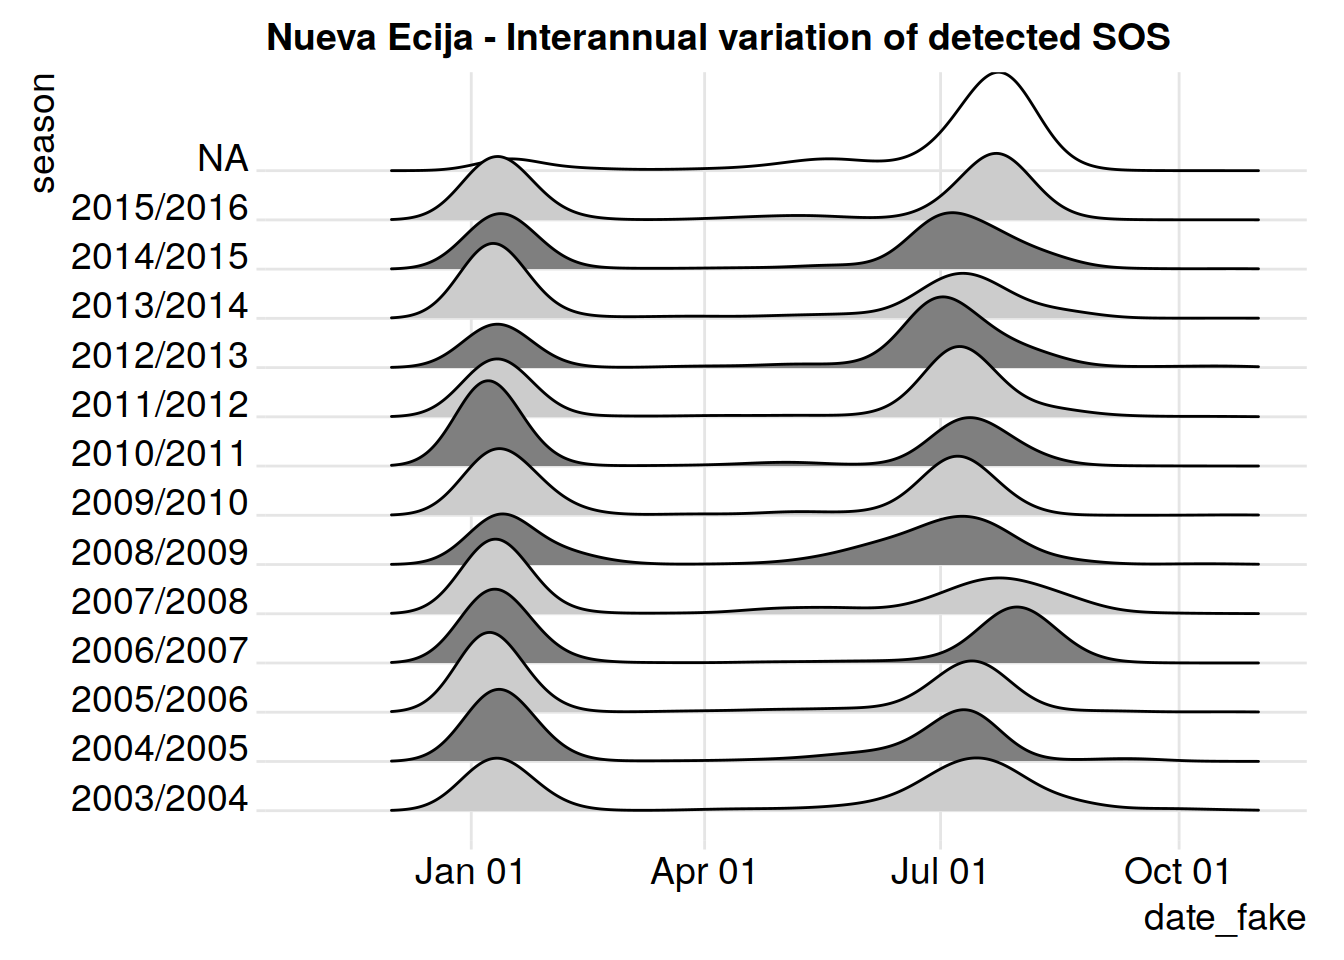 Nueva Ecija - Interannual variation of detected SOS
season
NA
2015/2016
2014/2015
2013/2014
2012/2013
2011/2012
2010/2011
2009/2010
2008/2009
2007/2008
2006/2007
2005/2006
2004/2005
2003/2004
Jan 01 Apr 01 Jul 01 Oct 01
date_fake